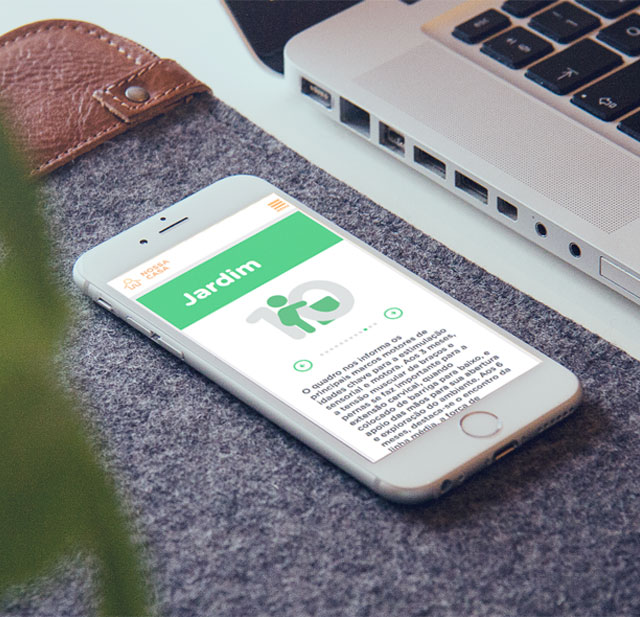 NOSSA
CASA
Jardim
10
O quadro nos informa os
principais marcos motores de
idades chave para a estimulação
sensorial e motora. Aos 3 meses,
a tensão muscular de braços e
pernas se faz importante para a
extensão cervical, quando
colocado de barriga para baixo, e
apoio das mãos para sua abertura
e exploração do ambiente. Aos 6
meses, destaca-se o encontro da
linha média, a força de